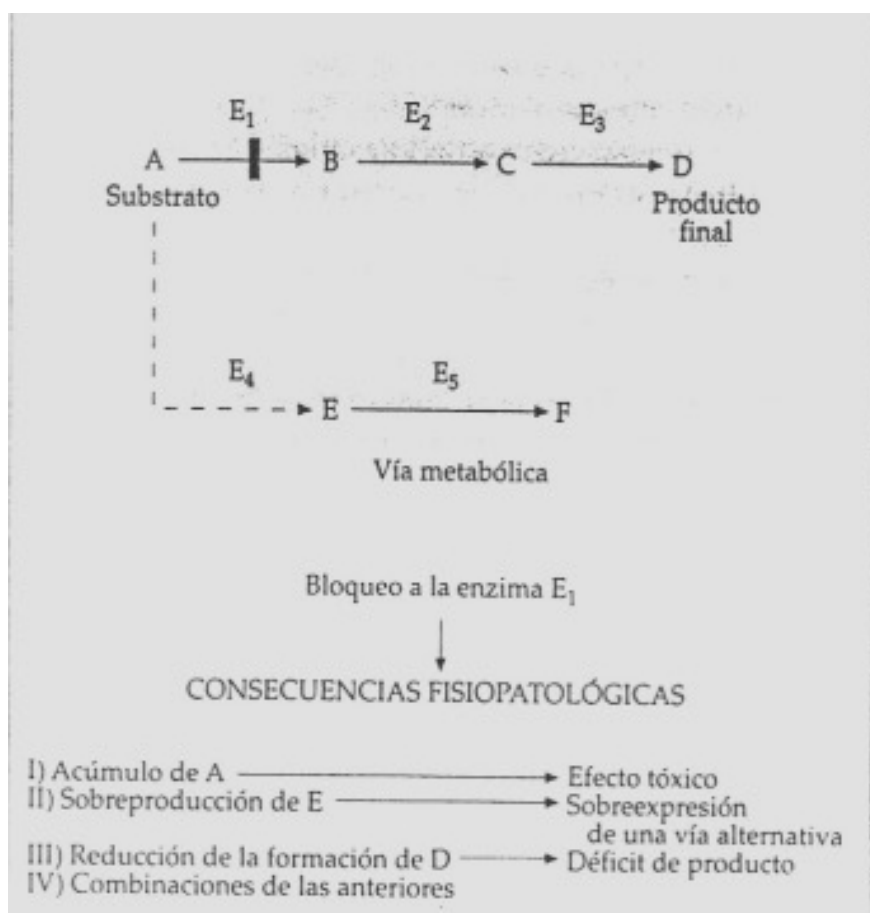 E₁ E₂ E₃
A B C D
Substrato Producto
final
E₄ E₅
E F
Vía metabólica
Bloqueo a la enzima E₁
CONSECUENCIAS FISIOPATOLÓGICAS
I) Acúmulo de A Efecto tóxico
II) Sobreproducción de E Sobreexpresión
de una vía alternativa
III) Reducción de la formación de D Déficit de producto
IV) Combinaciones de las anteriores